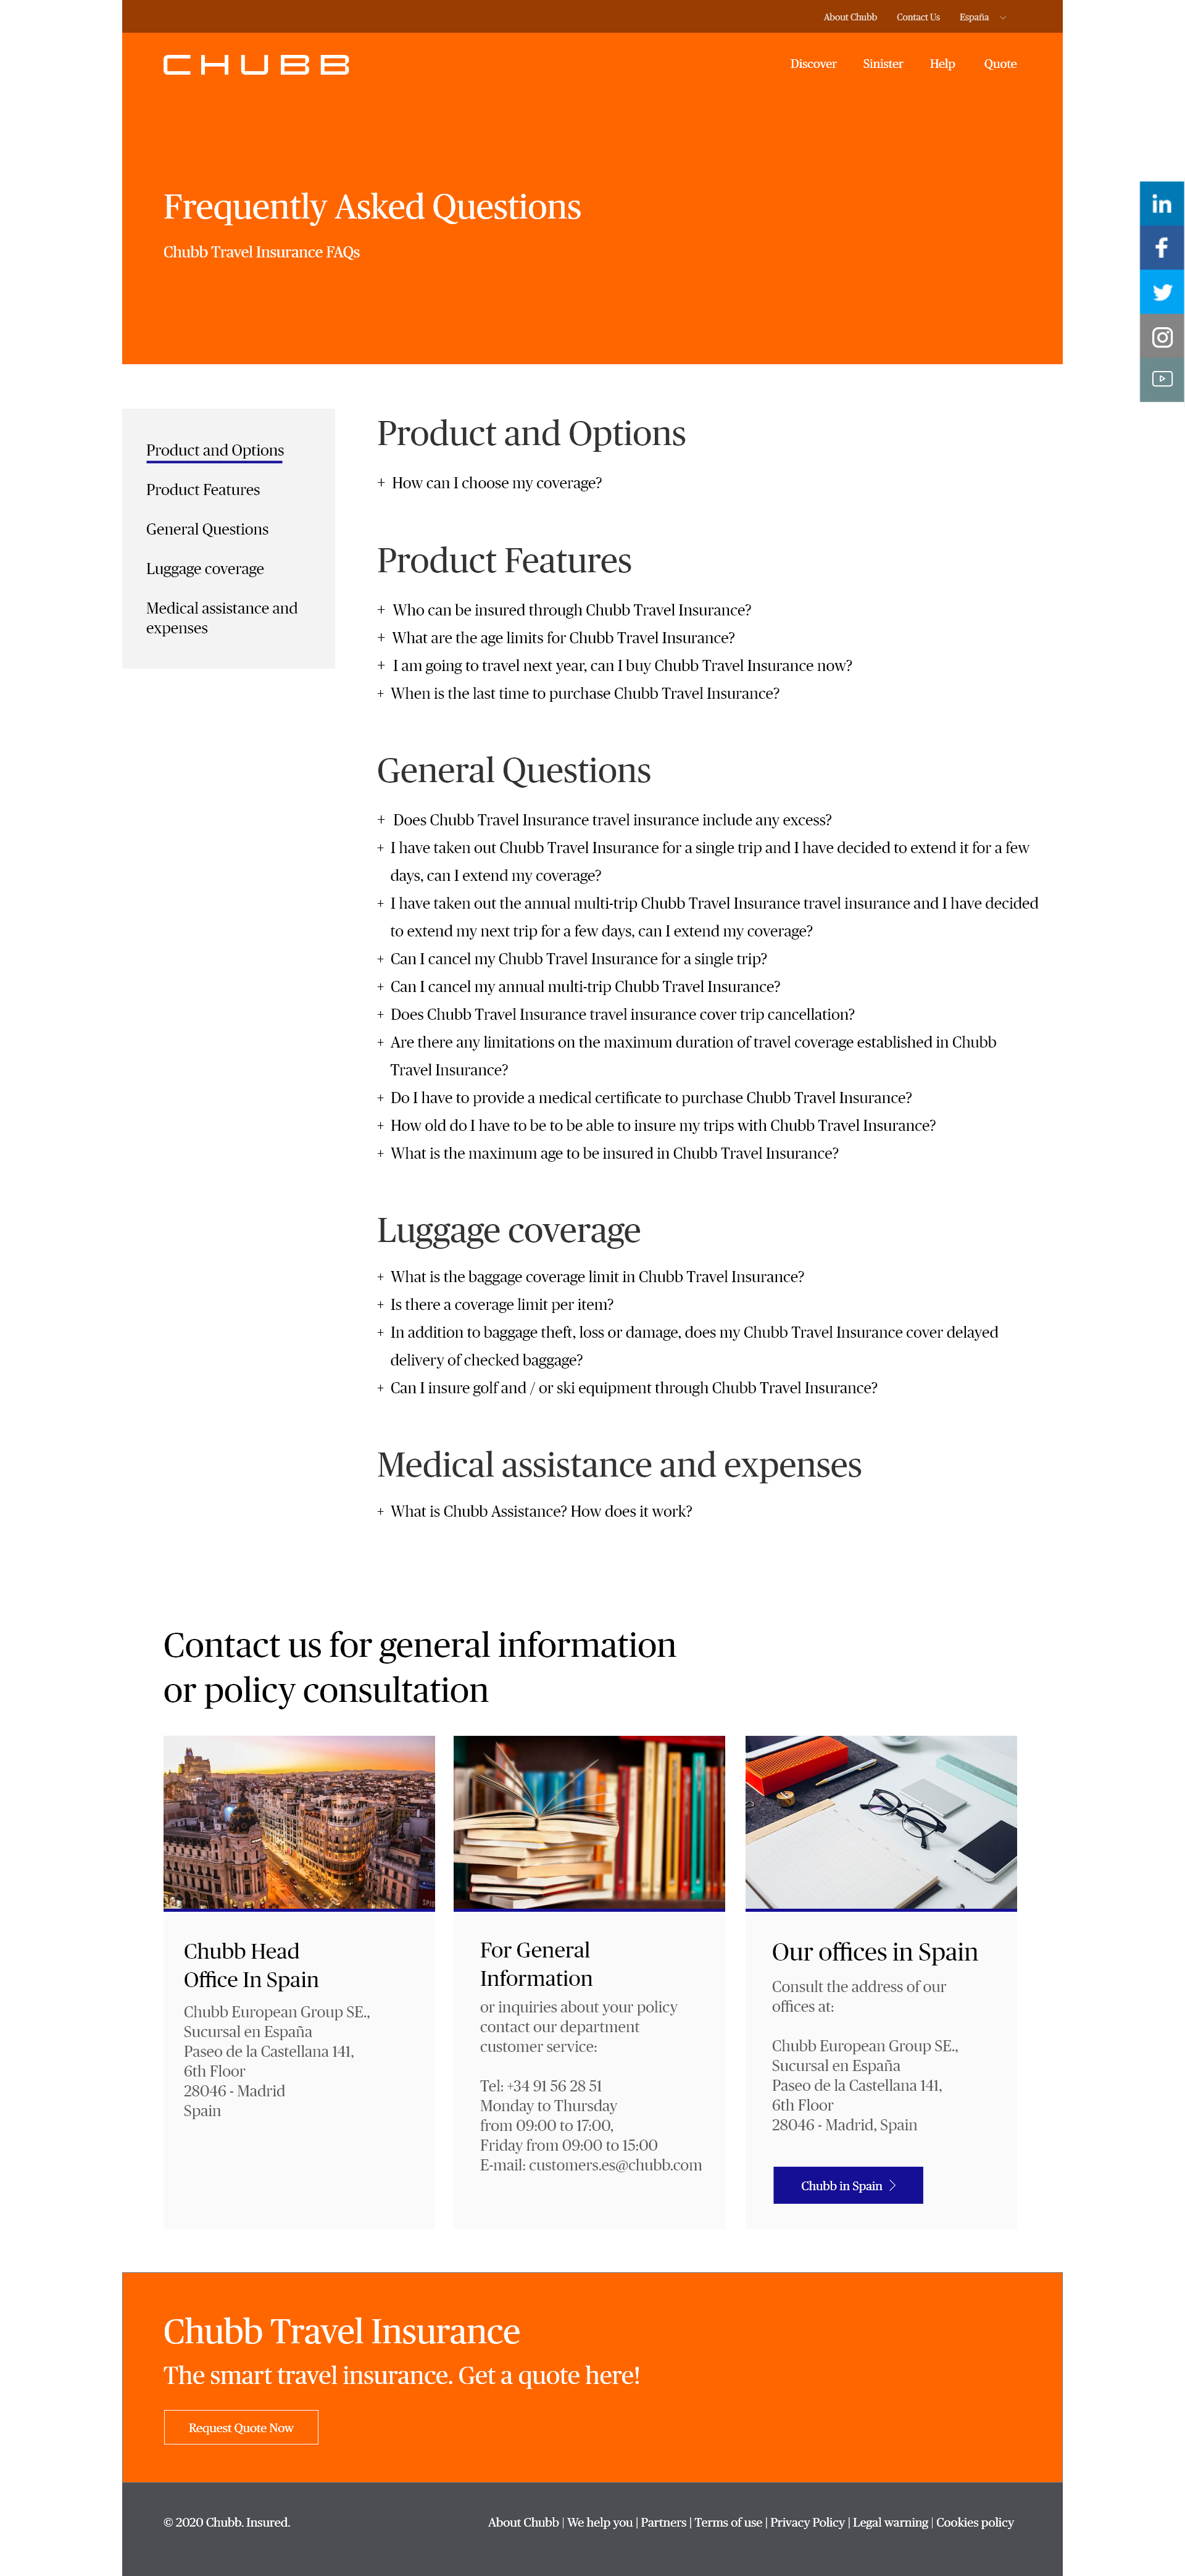 About Chubb Contact Us España
CHUBB
Discover Sinister Help Quote
Frequently Asked Questions
Chubb Travel Insurance FAQs
in
f
Product and Options
Product Features
General Questions
Luggage coverage
Medical assistance and
expenses
Product and Options
+ How can I choose my coverage?
Product Features
+ Who can be insured through Chubb Travel Insurance?
+ What are the age limits for Chubb Travel Insurance?
+ I am going to travel next year, can I buy Chubb Travel Insurance now?
+ When is the last time to purchase Chubb Travel Insurance?
General Questions
+ Does Chubb Travel Insurance travel insurance include any excess?
+ I have taken out Chubb Travel Insurance for a single trip and I have decided to extend it for a few
days, can I extend my coverage?
+ I have taken out the annual multi-trip Chubb Travel Insurance travel insurance and I have decided
to extend my next trip for a few days, can I extend my coverage?
+ Can I cancel my Chubb Travel Insurance for a single trip?
+ Can I cancel my annual multi-trip Chubb Travel Insurance?
+ Does Chubb Travel Insurance travel insurance cover trip cancellation?
+ Are there any limitations on the maximum duration of travel coverage established in Chubb
Travel Insurance?
+ Do I have to provide a medical certificate to purchase Chubb Travel Insurance?
+ How old do I have to be to be able to insure my trips with Chubb Travel Insurance?
+ What is the maximum age to be insured in Chubb Travel Insurance?
Luggage coverage
+ What is the baggage coverage limit in Chubb Travel Insurance?
+ Is there a coverage limit per item?
+ In addition to baggage theft, loss or damage, does my Chubb Travel Insurance cover delayed
delivery of checked baggage?
+ Can I insure golf and / or ski equipment through Chubb Travel Insurance?
Medical assistance and expenses
+ What is Chubb Assistance? How does it work?
Contact us for general information
or policy consultation
Chubb Head
Office In Spain
Chubb European Group SE.,
Sucursal en España
Paseo de la Castellana 141,
6th Floor
28046 - Madrid
Spain
For General
Information
or inquiries about your policy
contact our department
customer service:
Tel: +34 91 56 28 51
Monday to Thursday
from 09:00 to 17:00,
Friday from 09:00 to 15:00
E-mail: customers.es@chubb.com
Our offices in Spain
Consult the address of our
offices at:
Chubb European Group SE.,
Sucursal en España
Paseo de la Castellana 141,
6th Floor
28046 - Madrid, Spain
Chubb in Spain
Chubb Travel Insurance
The smart travel insurance. Get a quote here!
Request Quote Now
© 2020 Chubb. Insured.
About Chubb | We help you | Partners | Terms of use | Privacy Policy | Legal warning | Cookies policy